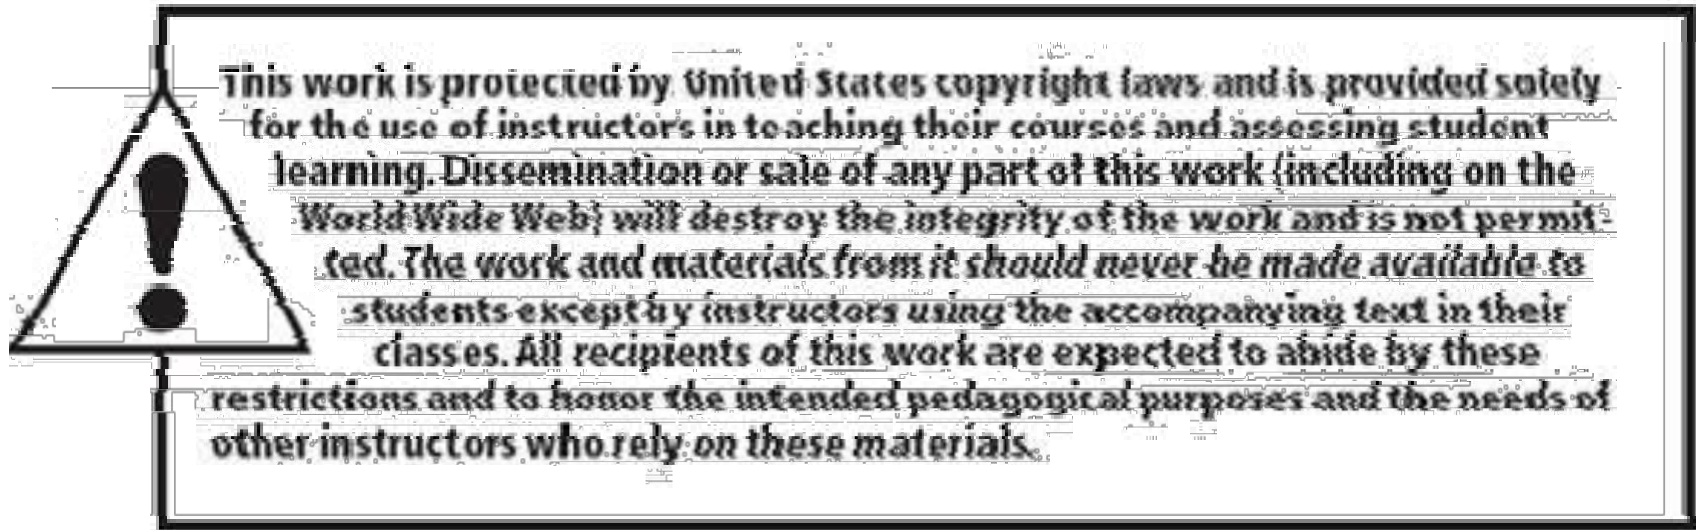 This work is protected by United States copyright laws and is provided solely
for the use of instructors in teaching their courses and assessing student
learning. Dissemination or sale of any part of this work (including on the
World Wide Web) will destroy the integrity of the work and is not permit-
ted. The work and materials from it should never be made available to
students except by instructors using the accompanying text in their
classes. All recipients of this work are expected to abide by these
restrictions and to honor the intended pedagogical purposes and the needs of
other instructors who rely on these materials.